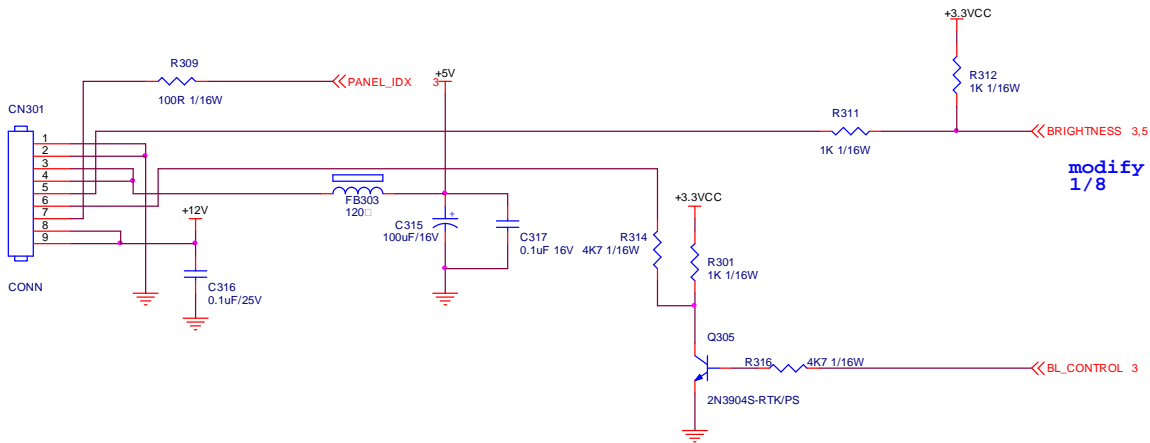 +3.3VCC
R309
PANEL_IDX 3
+5V
R312
1K 1/16W
100R 1/16W
CN301
R311
BRIGHTNESS 3,5
1K 1/16W
modify
1/8
1
2
3
4
5
6
7
8
9
FB303
120□
+12V
+3.3VCC
C315
100uF/16V
C317
0.1uF 16V
R314
4K7 1/16W
R301
1K 1/16W
CONN
C316
0.1uF/25V
Q305
R316
4K7 1/16W
BL_CONTROL 3
2N3904S-RTK/PS